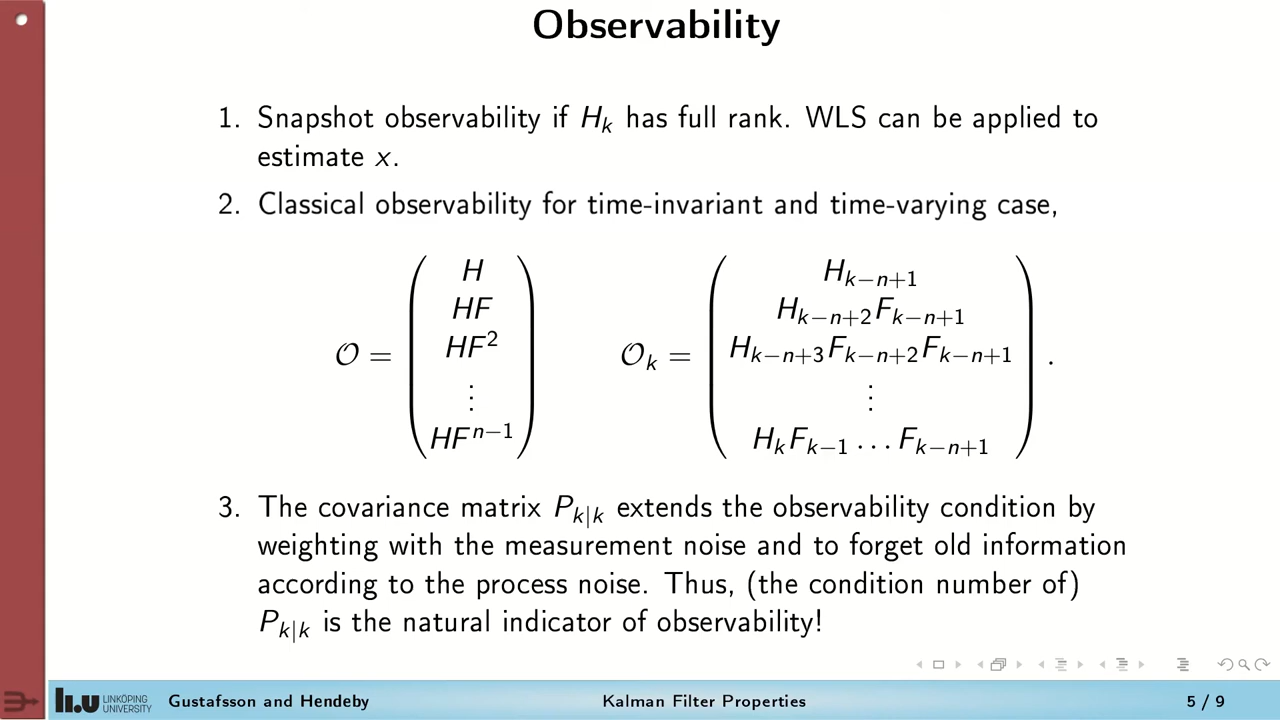 Observability
1. Snapshot observability if H_k has full rank. WLS can be applied to
estimate x.
2. Classical observability for time-invariant and time-varying case,
𝒪 = ( H ; HF ; HF^2 ; ⋮ ; HF^{n−1} )    𝒪_k = ( H_{k−n+1} ; H_{k−n+2}F_{k−n+1} ; H_{k−n+3}F_{k−n+2}F_{k−n+1} ; ⋮ ; H_kF_{k−1} … F_{k−n+1} ) .
3. The covariance matrix P_{k|k} extends the observability condition by
weighting with the measurement noise and to forget old information
according to the process noise. Thus, (the condition number of)
P_{k|k} is the natural indicator of observability!
li.u LINKÖPING
UNIVERSITY
Gustafsson and Hendeby
Kalman Filter Properties
5 / 9